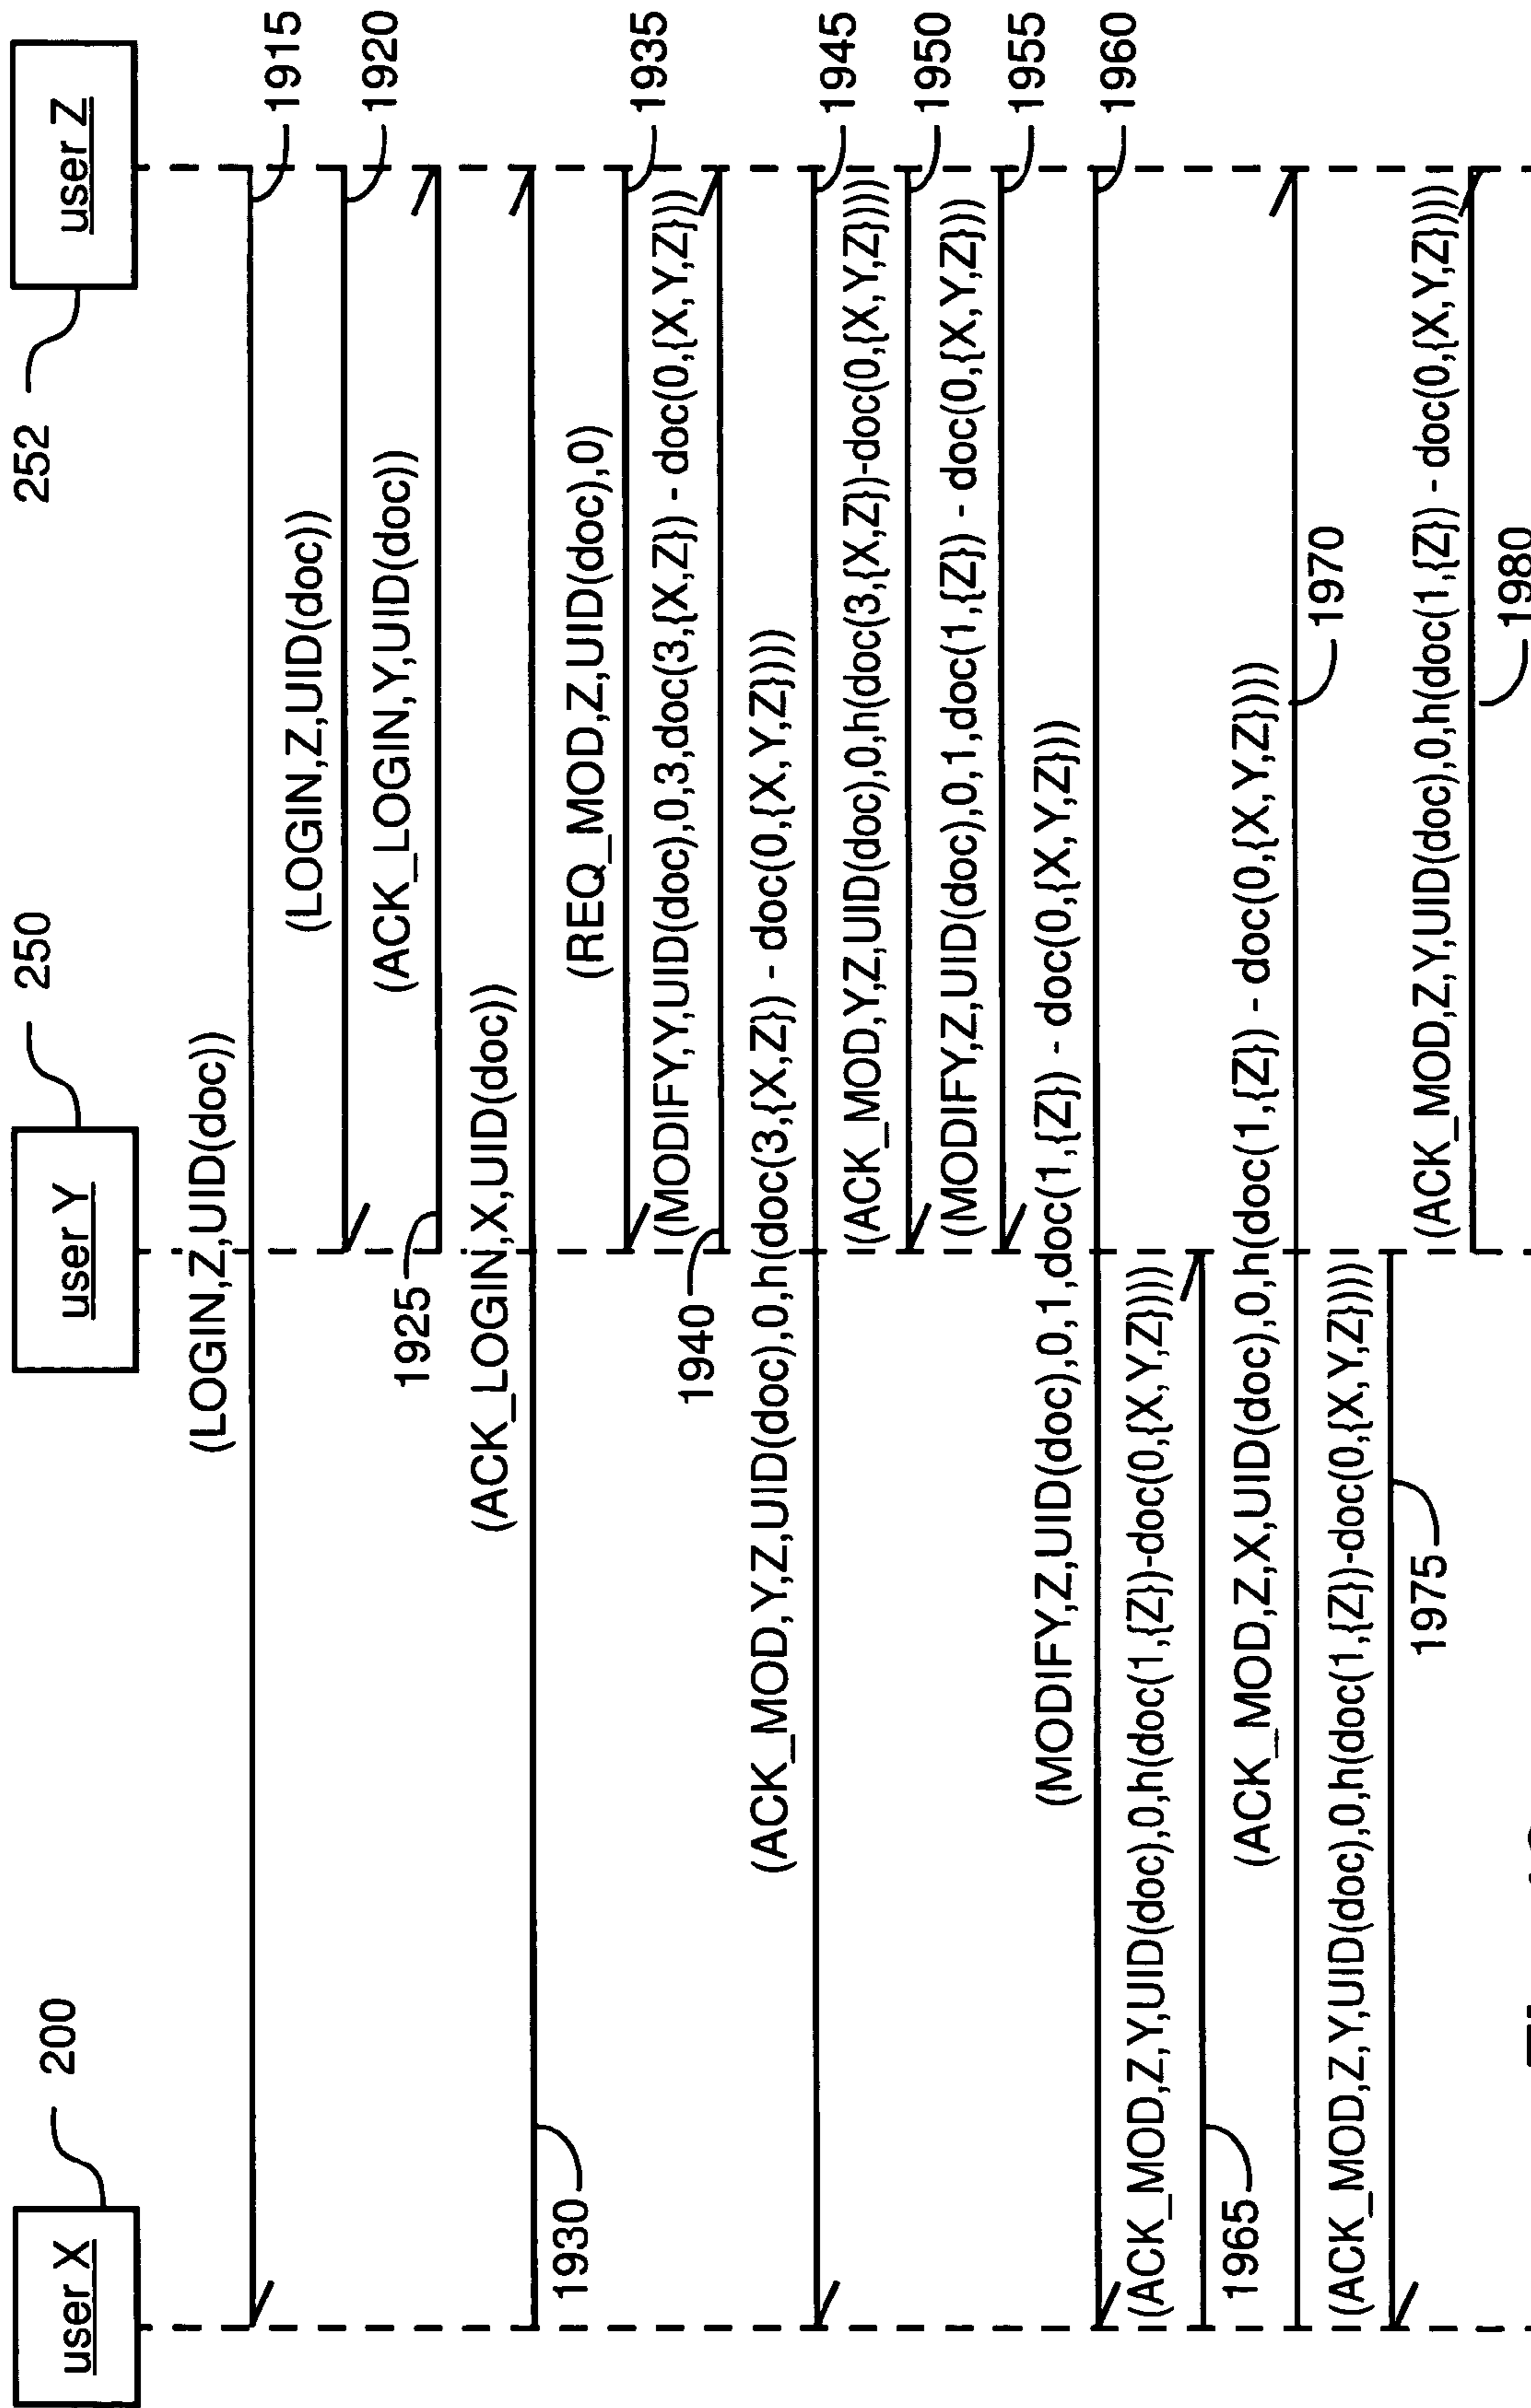 user X
200
user Y
250
user Z
252
(LOGIN,Z,UID(doc))
1915
(LOGIN,Z,UID(doc))
1920
(ACK_LOGIN,Y,UID(doc))
1925
(ACK_LOGIN,X,UID(doc))
1930
(REQ_MOD,Z,UID(doc),0)
1935
(MODIFY,Y,UID(doc),0,3,doc(3,{X,Z}) - doc(0,{X,Y,Z}))
1940
(ACK_MOD,Y,Z,UID(doc),0,h(doc(3,{X,Z}) - doc(0,{X,Y,Z})))
1945
(ACK_MOD,Y,Z,UID(doc),0,h(doc(3,{X,Z})-doc(0,{X,Y,Z})))
1950
(MODIFY,Z,UID(doc),0,1,doc(1,{Z}) - doc(0,{X,Y,Z}))
1955
(MODIFY,Z,UID(doc),0,1,doc(1,{Z}) - doc(0,{X,Y,Z}))
1960
(ACK_MOD,Z,Y,UID(doc),0,h(doc(1,{Z})-doc(0,{X,Y,Z})))
1965
(ACK_MOD,Z,X,UID(doc),0,h(doc(1,{Z}) - doc(0,{X,Y,Z})))
1970
(ACK_MOD,Z,Y,UID(doc),0,h(doc(1,{Z})-doc(0,{X,Y,Z})))
1975
(ACK_MOD,Z,Y,UID(doc),0,h(doc(1,{Z}) - doc(0,{X,Y,Z})))
1980